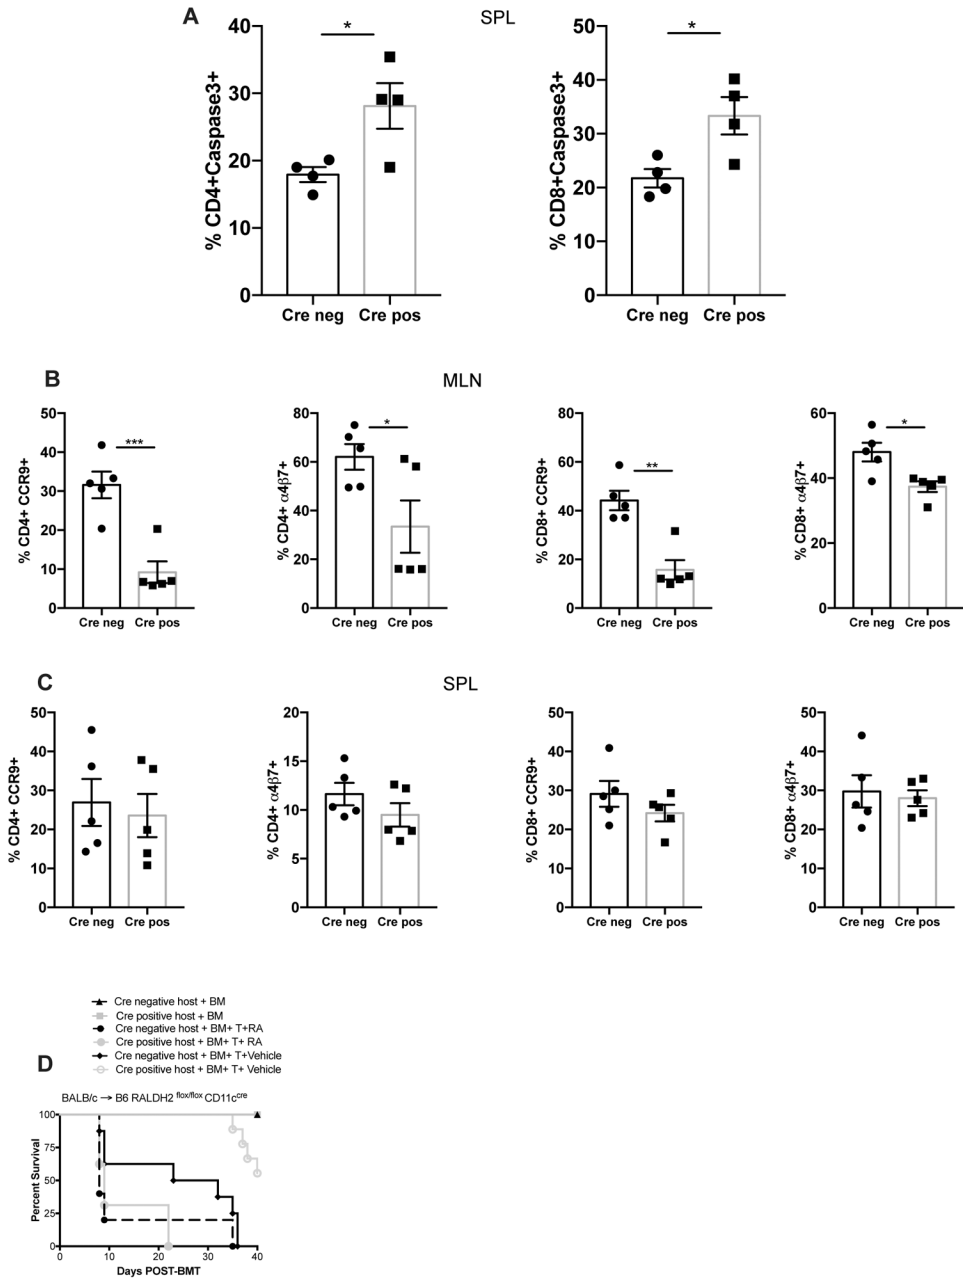 A
SPL
*
*
% CD4+Caspase3+
40
30
20
10
0
Cre neg
Cre pos
% CD8+Caspase3+
50
40
30
20
10
0
Cre neg
Cre pos
B
MLN
% CD4+ CCR9+
50
40
30
20
10
0
***
Cre neg
Cre pos
% CD4+ α4β7+
80
60
40
20
0
*
Cre neg
Cre pos
% CD8+ CCR9+
80
60
40
20
0
**
Cre neg
Cre pos
% CD8+ α4β7+
60
40
20
0
*
Cre neg
Cre pos
C
SPL
% CD4+ CCR9+
50
40
30
20
10
0
Cre neg
Cre pos
% CD4+ α4β7+
20
15
10
5
0
Cre neg
Cre pos
% CD8+ CCR9+
50
40
30
20
10
0
Cre neg
Cre pos
% CD8+ α4β7+
50
40
30
20
10
0
Cre neg
Cre pos
Cre negative host + BM
Cre positive host + BM
Cre negative host + BM+ T+RA
Cre positive host + BM+ T+ RA
Cre negative host + BM+ T+Vehicle
Cre positive host + BM+ T+ Vehicle
D
BALB/c → B6 RALDH2 flox/flox CD11c cre
Percent Survival
100
75
50
25
0
0
10
20
30
40
Days POST-BMT